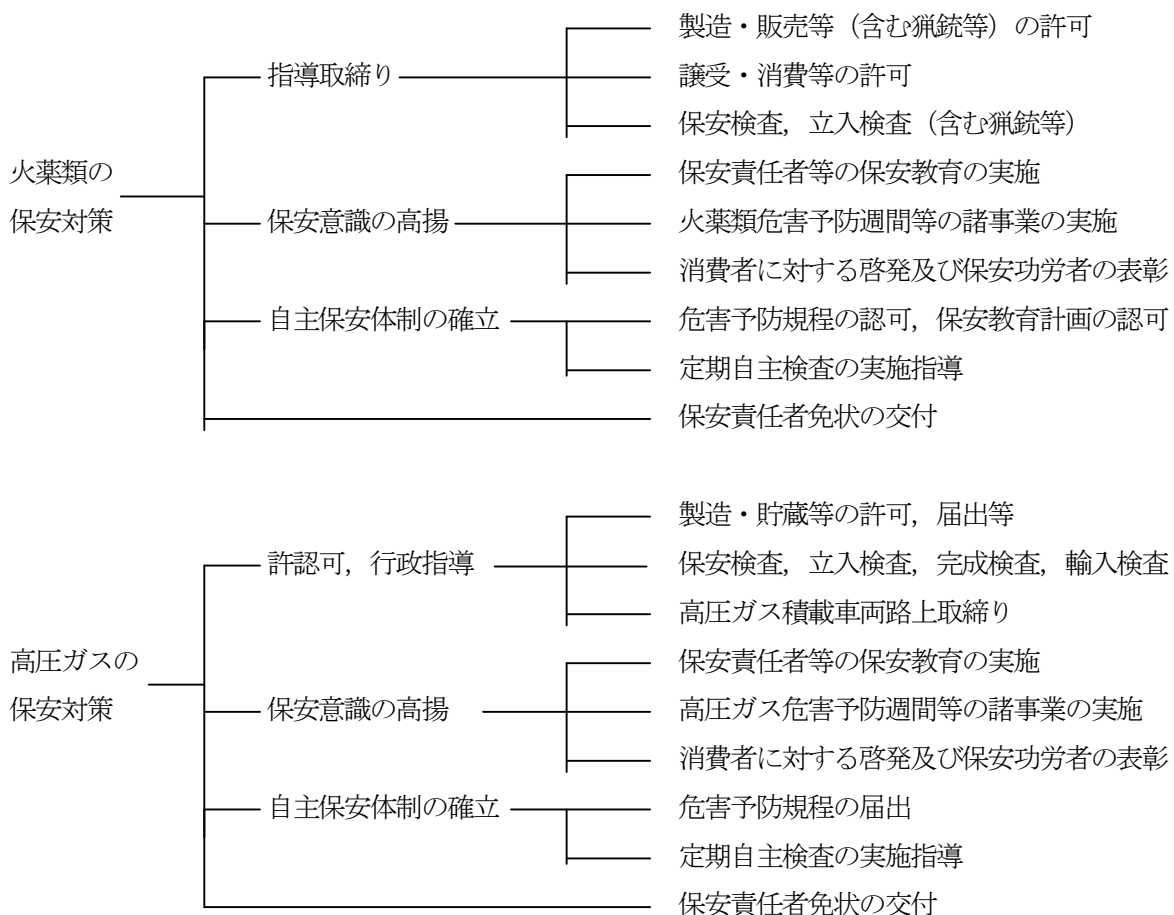 製造・販売等（含む猟銃等）の許可
指導取締り
譲受・消費等の許可
保安検査，立入検査（含む猟銃等）
火薬類の
保安対策
保安責任者等の保安教育の実施
保安意識の高揚
火薬類危害予防週間等の諸事業の実施
消費者に対する啓発及び保安功労者の表彰
自主保安体制の確立
危害予防規程の認可，保安教育計画の認可
定期自主検査の実施指導
保安責任者免状の交付
製造・貯蔵等の許可，届出等
許認可，行政指導
保安検査，立入検査，完成検査，輸入検査
高圧ガス積載車両路上取締り
高圧ガスの
保安対策
保安責任者等の保安教育の実施
保安意識の高揚
高圧ガス危害予防週間等の諸事業の実施
消費者に対する啓発及び保安功労者の表彰
自主保安体制の確立
危害予防規程の届出
定期自主検査の実施指導
保安責任者免状の交付